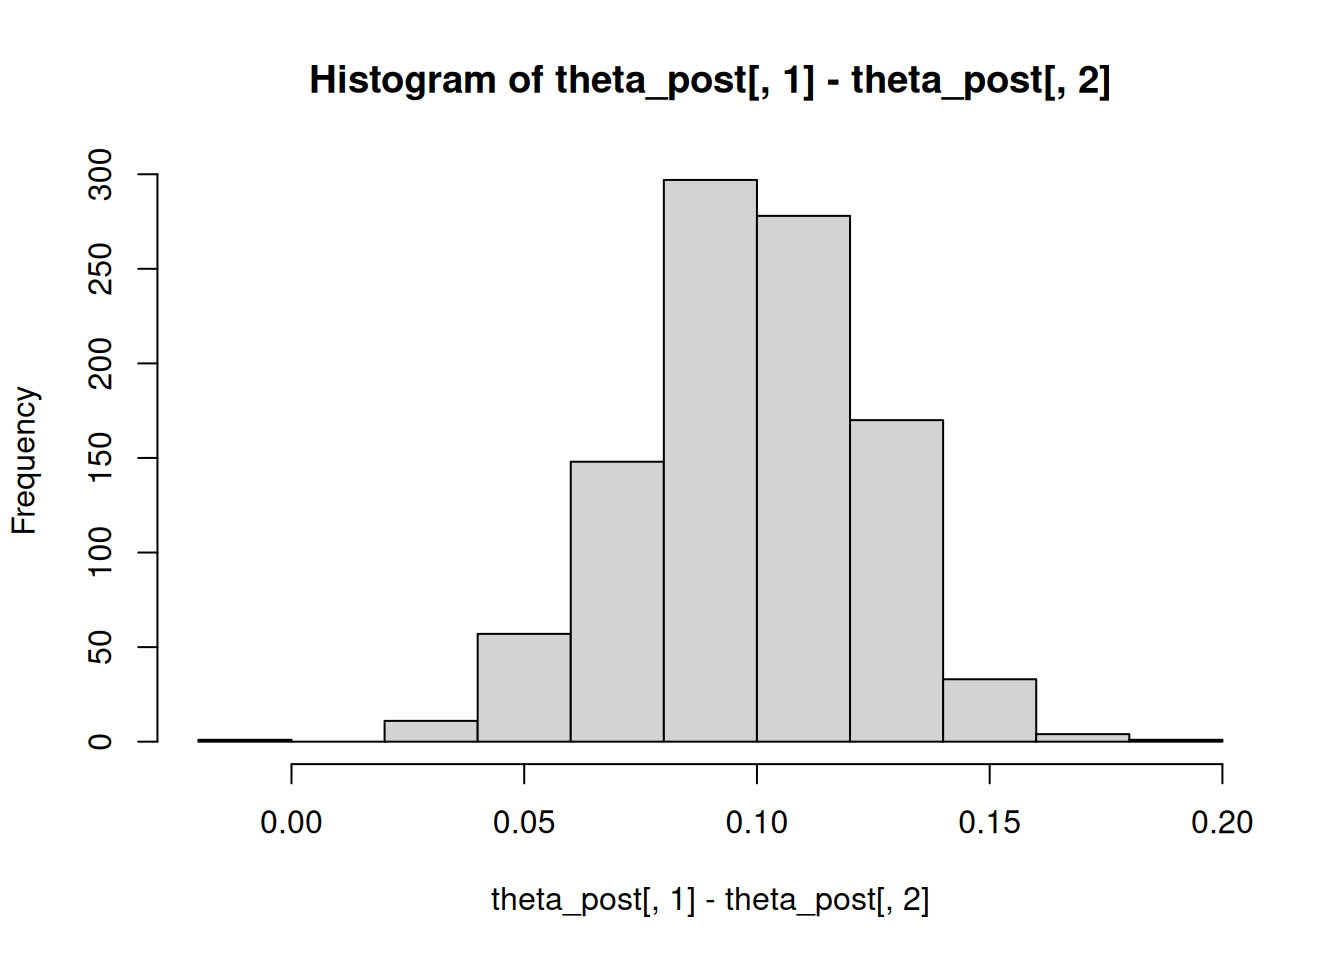 Histogram of theta_post[, 1] - theta_post[, 2]
Frequency
300
250
200
150
100
50
0
0.00 0.05 0.10 0.15 0.20
theta_post[, 1] - theta_post[, 2]